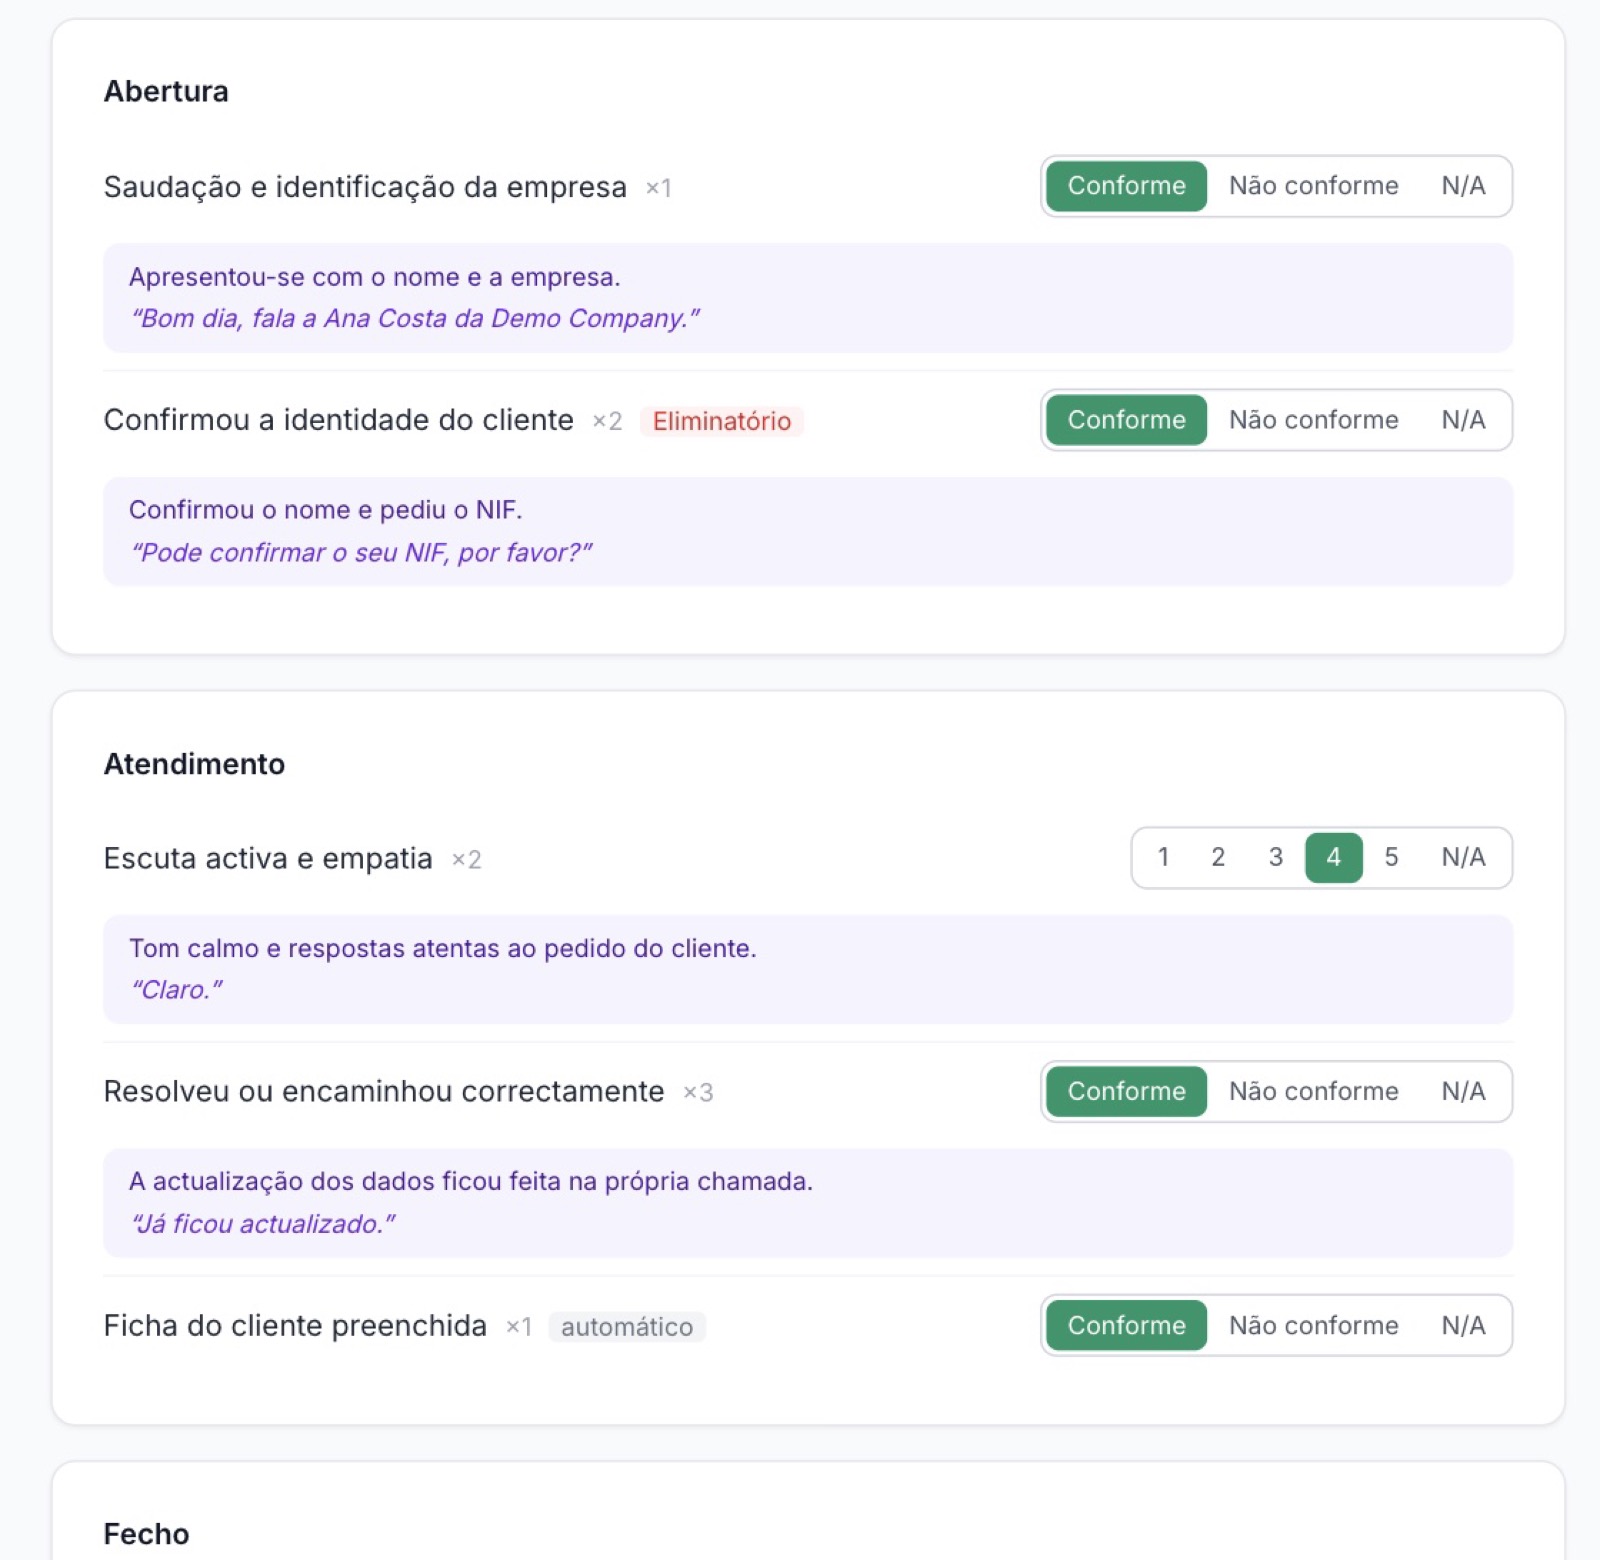 Abertura
Saudação e identificação da empresa ×1 Conforme Não conforme N/A
Apresentou-se com o nome e a empresa.
“Bom dia, fala a Ana Costa da Demo Company.”
Confirmou a identidade do cliente ×2 Eliminatório Conforme Não conforme N/A
Confirmou o nome e pediu o NIF.
“Pode confirmar o seu NIF, por favor?”
Atendimento
Escuta activa e empatia ×2 1 2 3 4 5 N/A
Tom calmo e respostas atentas ao pedido do cliente.
“Claro.”
Resolveu ou encaminhou correctamente ×3 Conforme Não conforme N/A
A actualização dos dados ficou feita na própria chamada.
“Já ficou actualizado.”
Ficha do cliente preenchida ×1 automático Conforme Não conforme N/A
Fecho